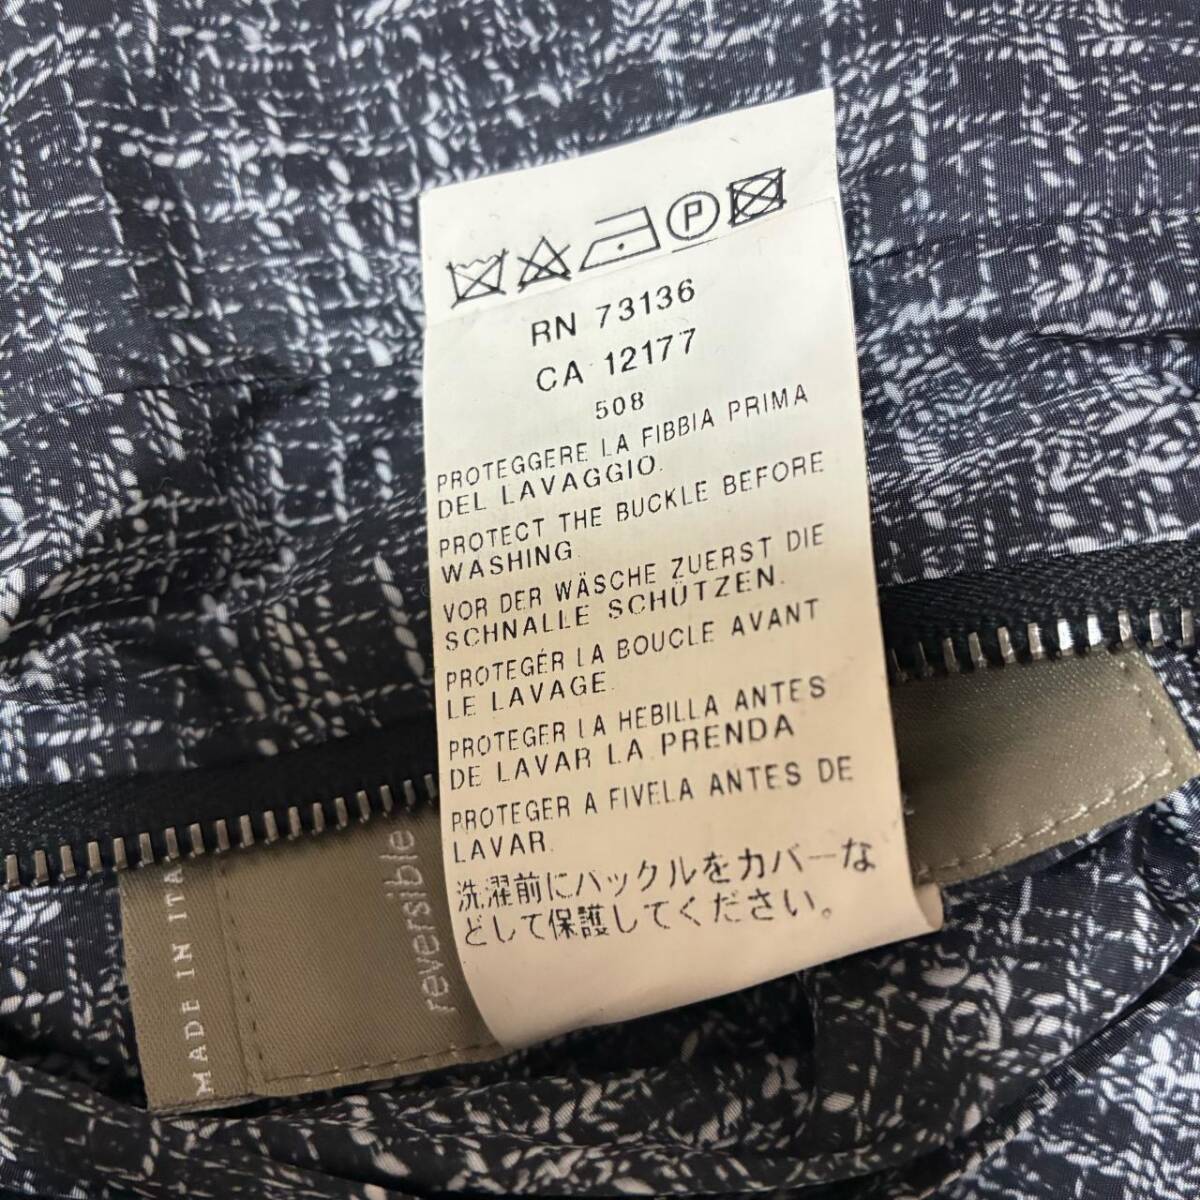 P
RN 73136
CA 12177
508
PROTEGGERE LA FIBBIA PRIMA
DEL LAVAGGIO.
PROTECT THE BUCKLE BEFORE
WASHING.
VOR DER WÄSCHE ZUERST DIE
SCHNALLE SCHÜTZEN.
PROTEGÉR LA BOUCLE AVANT
LE LAVAGE.
PROTEGER LA HEBILLA ANTES
DE LAVAR LA PRENDA
PROTEGER A FIVELA ANTES DE
LAVAR.
洗濯前にバックルをカバーな
どして保護してください。
reversible
MADE IN ITA